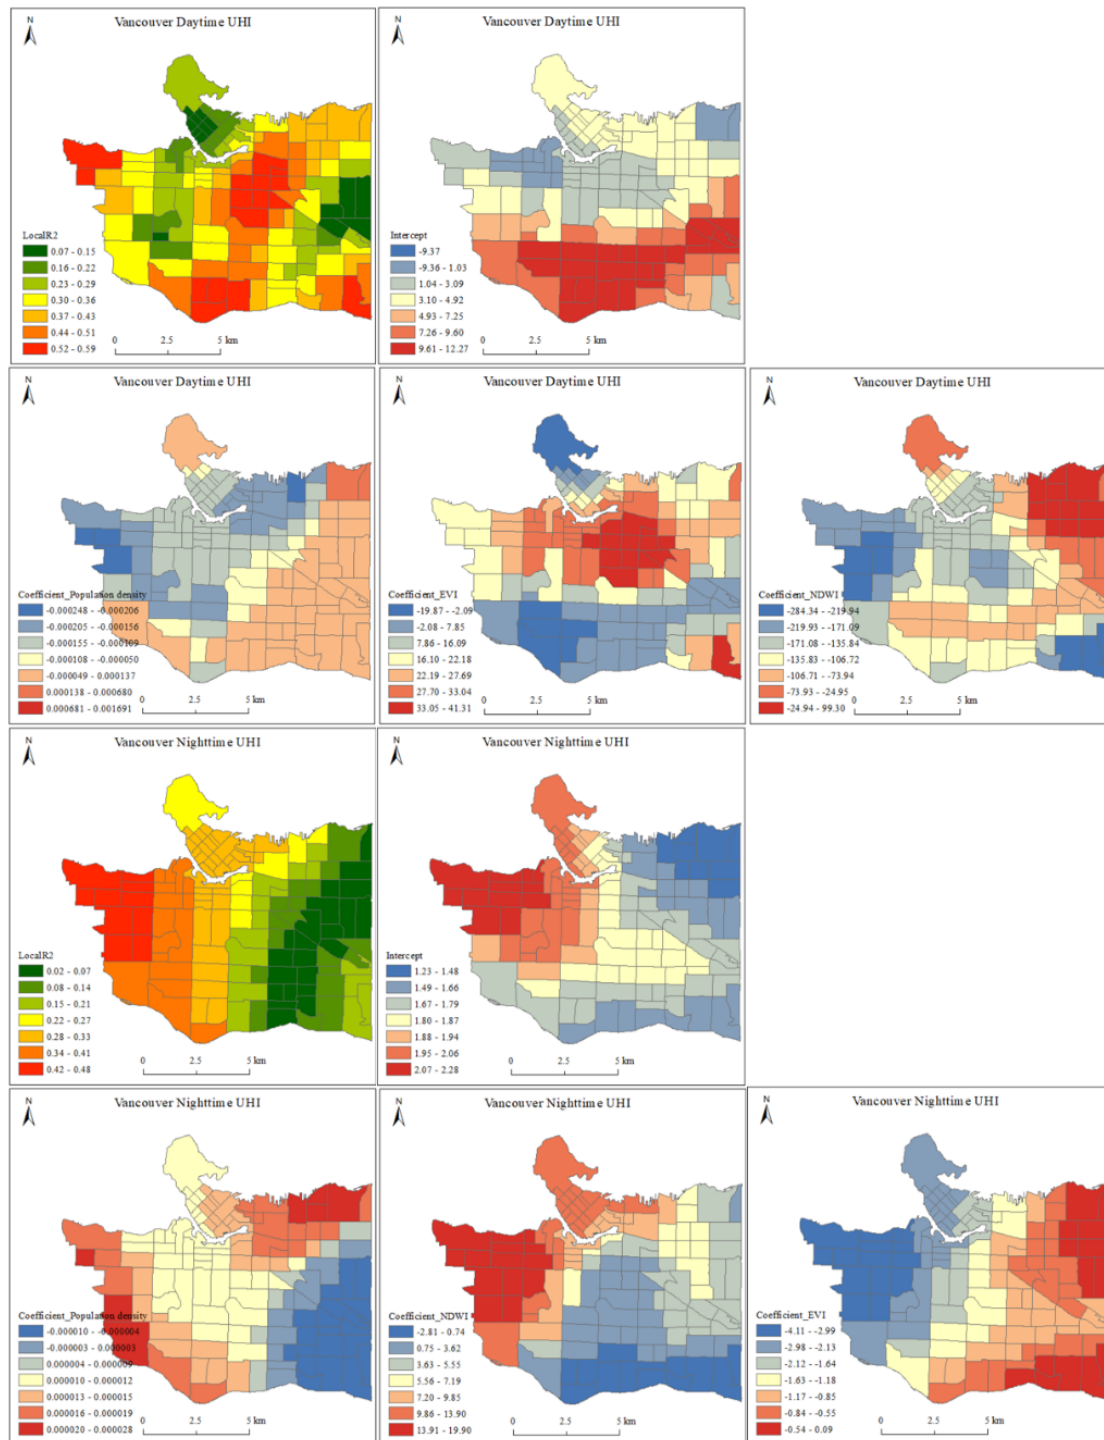 Vancouver Daytime UHI
N
LocalR2
0.07 - 0.15
0.16 - 0.22
0.23 - 0.29
0.30 - 0.36
0.37 - 0.43
0.44 - 0.51
0.52 - 0.59
0 2.5 5 km
Vancouver Daytime UHI
N
Intercept
-9.37
-9.36 - 1.03
1.04 - 3.09
3.10 - 4.92
4.93 - 7.25
7.26 - 9.60
9.61 - 12.27
0 2.5 5 km
Vancouver Daytime UHI
N
Coefficient_Population density
-0.000248 - -0.000206
-0.000205 - -0.000156
-0.000155 - -0.000109
-0.000108 - -0.000050
-0.000049 - 0.000137
0.000138 - 0.000680
0.000681 - 0.001691
0 2.5 5 km
Vancouver Daytime UHI
N
Coefficient_EVI
-19.87 - -2.09
-2.08 - 7.85
7.86 - 16.09
16.10 - 22.18
22.19 - 27.69
27.70 - 33.04
33.05 - 41.31
0 2.5 5 km
Vancouver Daytime UHI
N
Coefficient_NDWI
-284.34 - -219.94
-219.93 - -171.09
-171.08 - -135.84
-135.83 - -106.72
-106.71 - -73.94
-73.93 - -24.95
-24.94 - 99.30
0 2.5 5 km
Vancouver Nighttime UHI
N
LocalR2
0.02 - 0.07
0.08 - 0.14
0.15 - 0.21
0.22 - 0.27
0.28 - 0.33
0.34 - 0.41
0.42 - 0.48
0 2.5 5 km
Vancouver Nighttime UHI
N
Intercept
1.23 - 1.48
1.49 - 1.66
1.67 - 1.79
1.80 - 1.87
1.88 - 1.94
1.95 - 2.06
2.07 - 2.28
0 2.5 5 km
Vancouver Nighttime UHI
N
Coefficient_Population density
-0.000010 - -0.000004
-0.000003 - 0.000003
0.000004 - 0.000009
0.000010 - 0.000012
0.000013 - 0.000015
0.000016 - 0.000019
0.000020 - 0.000028
0 2.5 5 km
Vancouver Nighttime UHI
N
Coefficient_NDWI
-2.81 - 0.74
0.75 - 3.62
3.63 - 5.55
5.56 - 7.19
7.20 - 9.85
9.86 - 13.90
13.91 - 19.90
0 2.5 5 km
Vancouver Nighttime UHI
N
Coefficient_EVI
-4.11 - -2.99
-2.98 - -2.13
-2.12 - -1.64
-1.63 - -1.18
-1.17 - -0.85
-0.84 - -0.55
-0.54 - 0.09
0 2.5 5 km